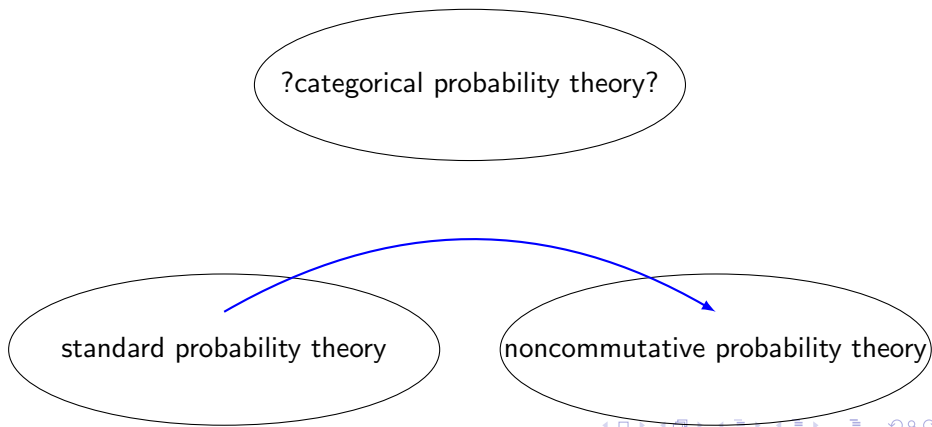 ?categorical probability theory?
standard probability theory
noncommutative probability theory